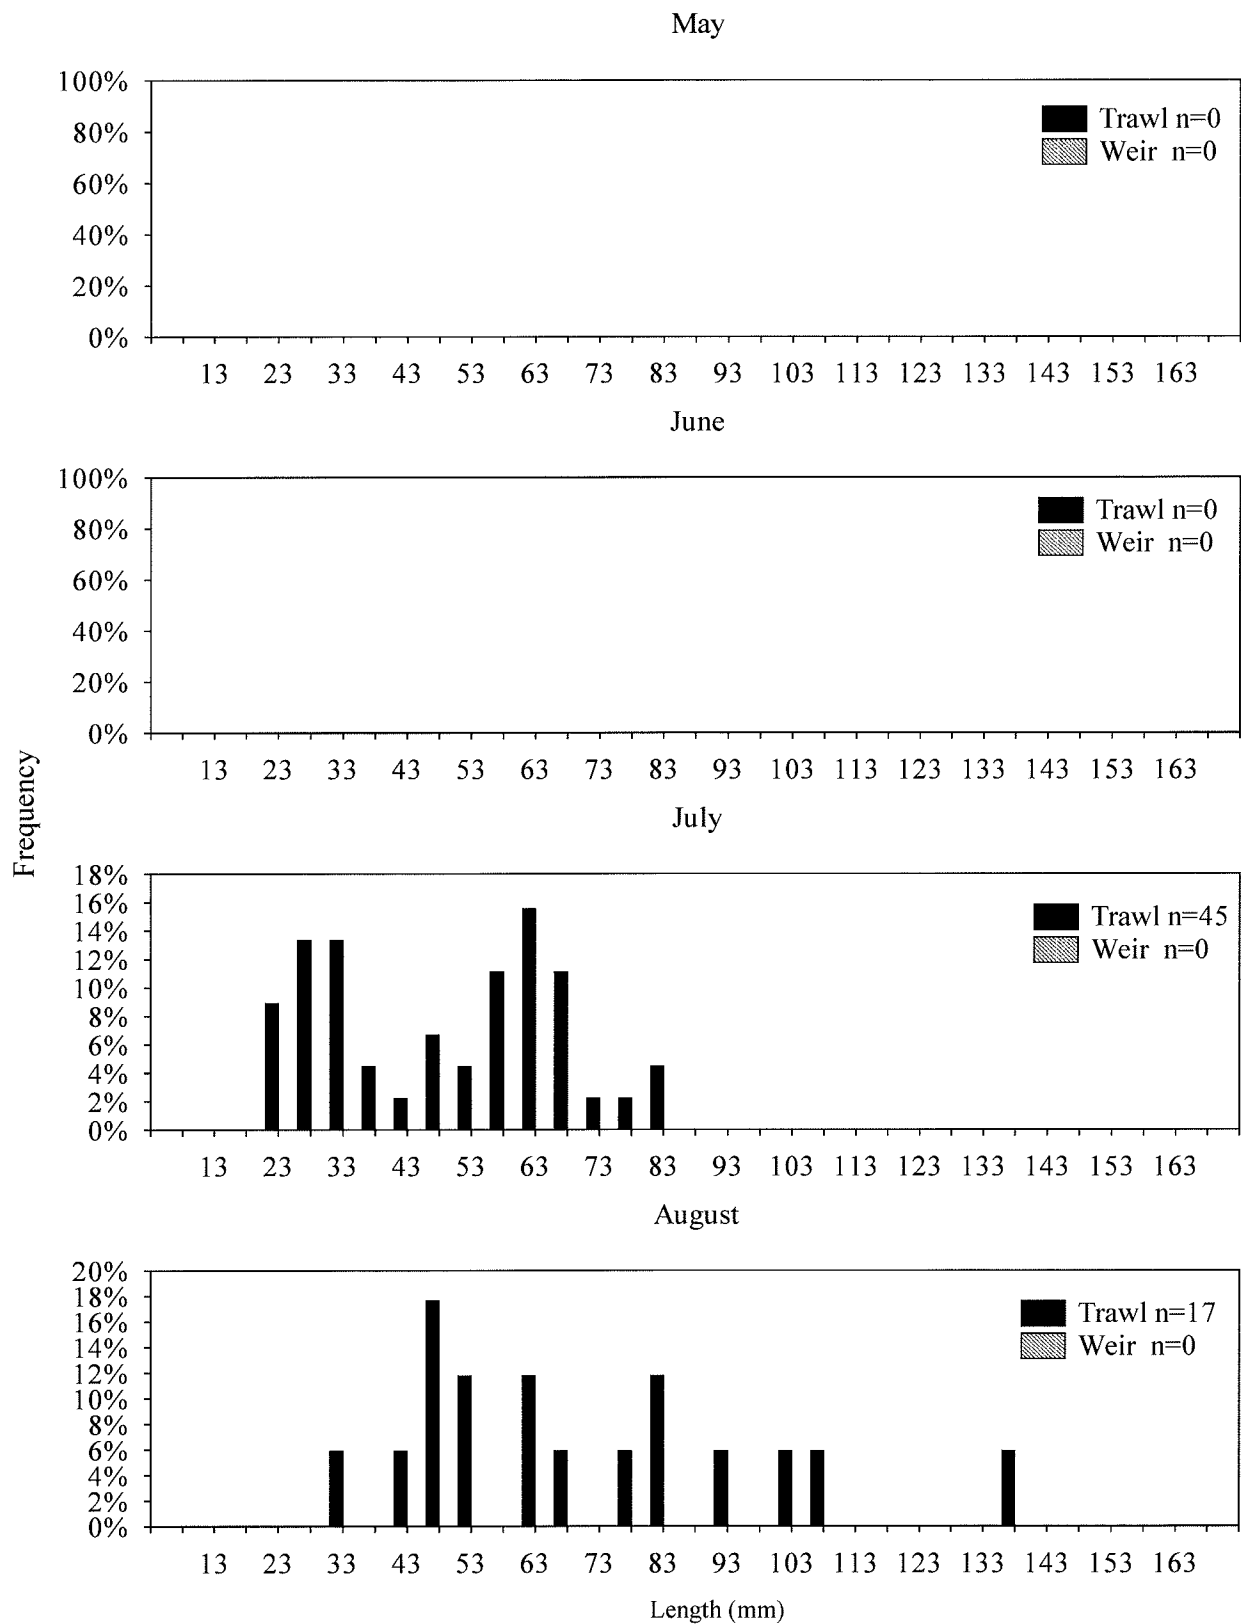 May
100%
80%
60%
40%
20%
0%
Trawl n=0
Weir n=0
13 23 33 43 53 63 73 83 93 103 113 123 133 143 153 163
June
100%
80%
60%
40%
20%
0%
Trawl n=0
Weir n=0
13 23 33 43 53 63 73 83 93 103 113 123 133 143 153 163
Frequency
July
18%
16%
14%
12%
10%
8%
6%
4%
2%
0%
Trawl n=45
Weir n=0
13 23 33 43 53 63 73 83 93 103 113 123 133 143 153 163
August
20%
18%
16%
14%
12%
10%
8%
6%
4%
2%
0%
Trawl n=17
Weir n=0
13 23 33 43 53 63 73 83 93 103 113 123 133 143 153 163
Length (mm)